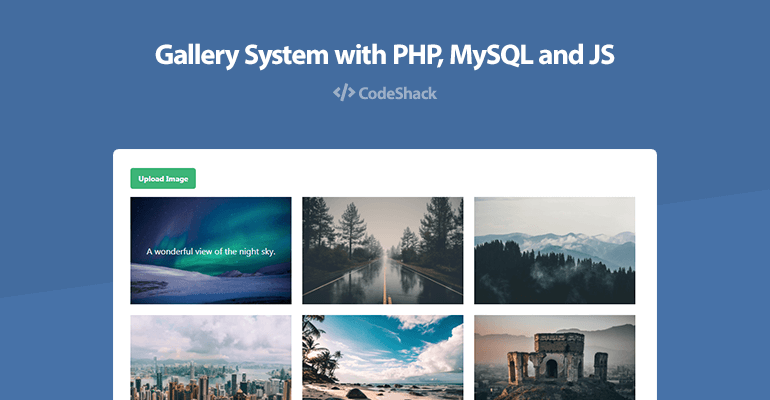 Gallery System with PHP, MySQL and JS
</> CodeShack
Upload Image
A wonderful view of the night sky.